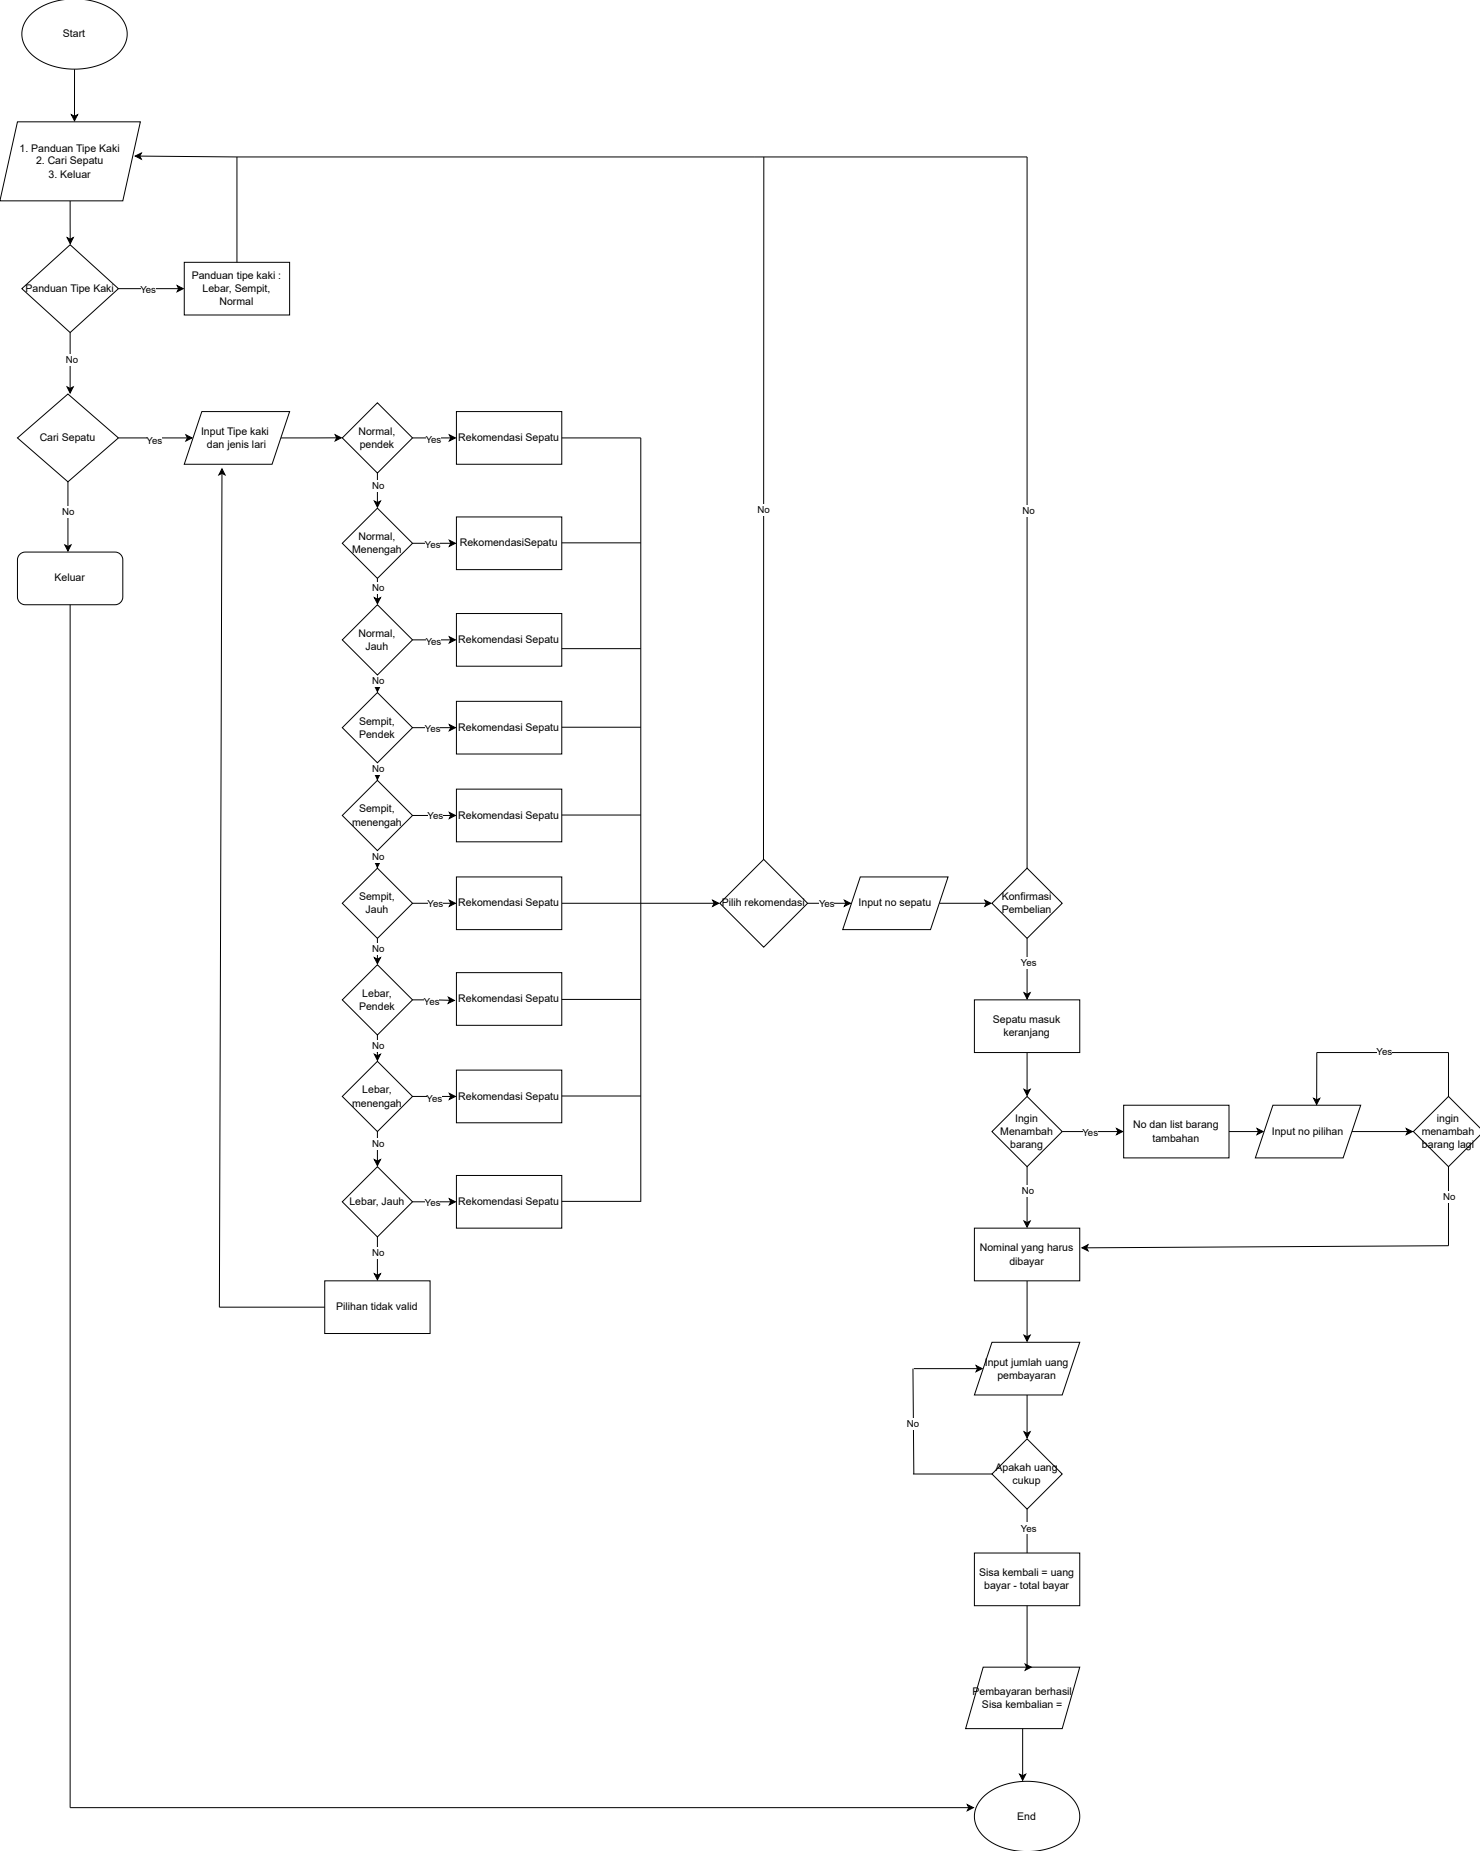 Start
1. Panduan Tipe Kaki
2. Cari Sepatu
3. Keluar
Panduan Tipe Kaki
Yes
Panduan tipe kaki :
Lebar, Sempit,
Normal
No
Cari Sepatu
Yes
Input Tipe kaki
dan jenis lari
No
Keluar
Normal,
pendek
Yes
Rekomendasi Sepatu
No
Normal,
Menengah
Yes
RekomendasiSepatu
No
Normal,
Jauh
Yes
Rekomendasi Sepatu
No
Sempit,
Pendek
Yes
Rekomendasi Sepatu
No
Sempit,
menengah
Yes
Rekomendasi Sepatu
No
Sempit,
Jauh
Yes
Rekomendasi Sepatu
No
Lebar,
Pendek
Yes
Rekomendasi Sepatu
No
Lebar,
menengah
Yes
Rekomendasi Sepatu
No
Lebar, Jauh
Yes
Rekomendasi Sepatu
No
Pilihan tidak valid
No
Pilih rekomendasi
Yes
Input no sepatu
No
Konfirmasi
Pembelian
Yes
Sepatu masuk
keranjang
Ingin
Menambah
barang
Yes
No dan list barang
tambahan
Input no pilihan
Yes
ingin
menambah
barang lagi
No
No
Nominal yang harus
dibayar
Input jumlah uang
pembayaran
No
Apakah uang
cukup
Yes
Sisa kembali = uang
bayar - total bayar
Pembayaran berhasil
Sisa kembalian =
End